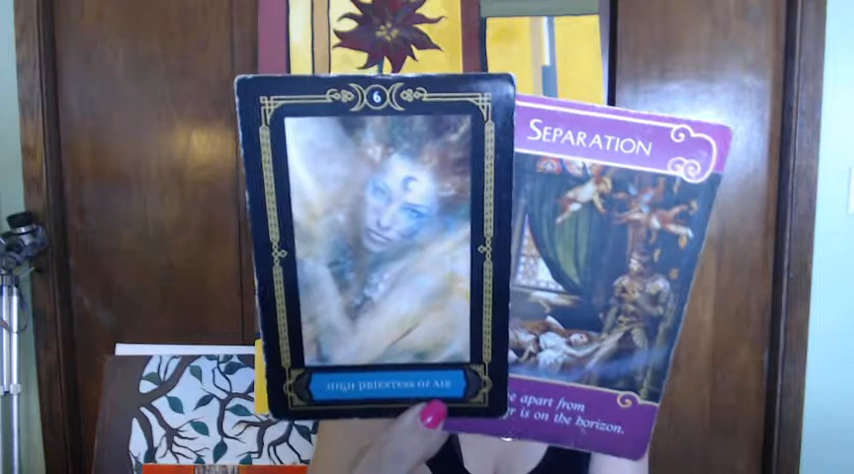 6
HIGH PRIESTESS OF AIR
SEPARATION
apart from
is on the horizon.